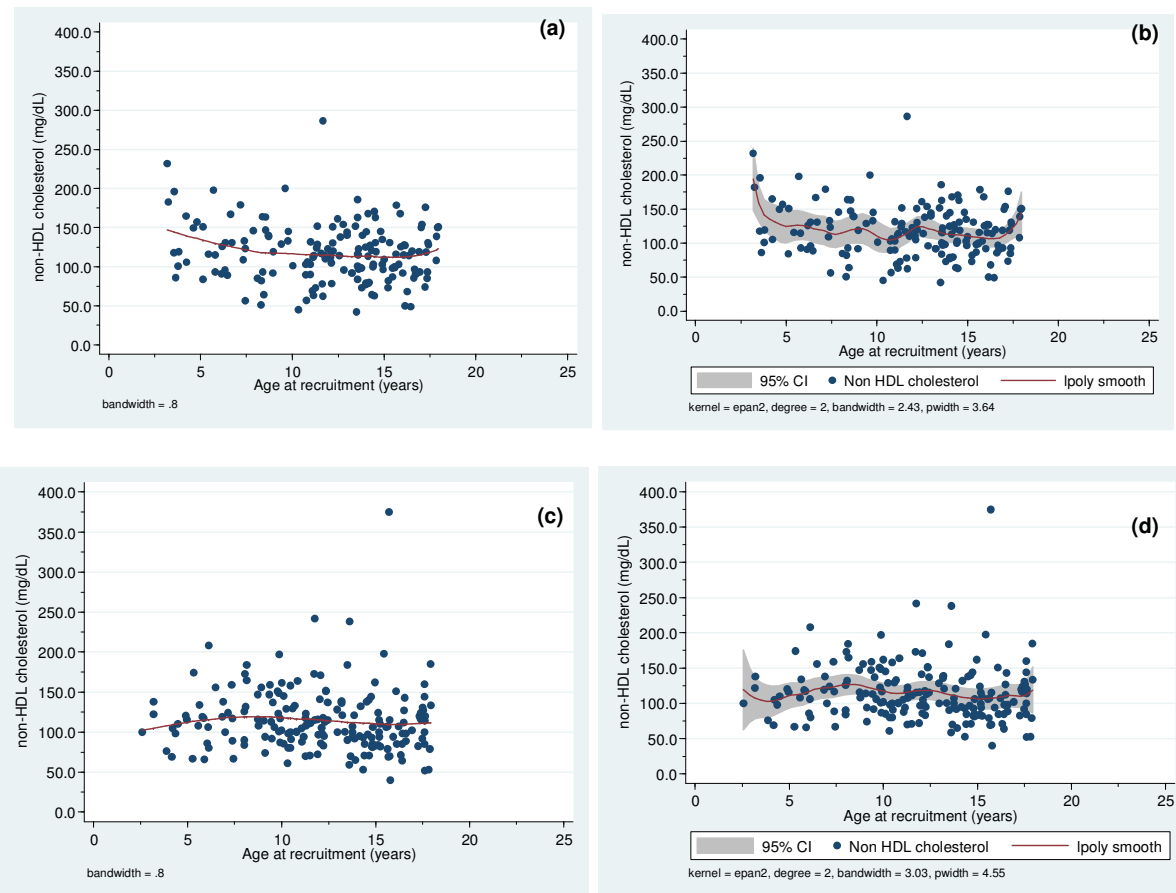 (a)
non-HDL cholesterol (mg/dL)
400.0
350.0
300.0
250.0
200.0
150.0
100.0
50.0
0.0
0 5 10 15 20 25
Age at recruitment (years)
bandwidth = .8
(b)
non-HDL cholesterol (mg/dL)
400.0
350.0
300.0
250.0
200.0
150.0
100.0
50.0
0.0
0 5 10 15 20 25
Age at recruitment (years)
95% CI Non HDL cholesterol lpoly smooth
kernel = epan2, degree = 2, bandwidth = 2.43, pwidth = 3.64
(c)
non-HDL cholesterol (mg/dL)
400.0
350.0
300.0
250.0
200.0
150.0
100.0
50.0
0.0
0 5 10 15 20 25
Age at recruitment (years)
bandwidth = .8
(d)
non-HDL cholesterol (mg/dL)
400.0
350.0
300.0
250.0
200.0
150.0
100.0
50.0
0.0
0 5 10 15 20 25
Age at recruitment (years)
95% CI Non HDL cholesterol lpoly smooth
kernel = epan2, degree = 2, bandwidth = 3.03, pwidth = 4.55